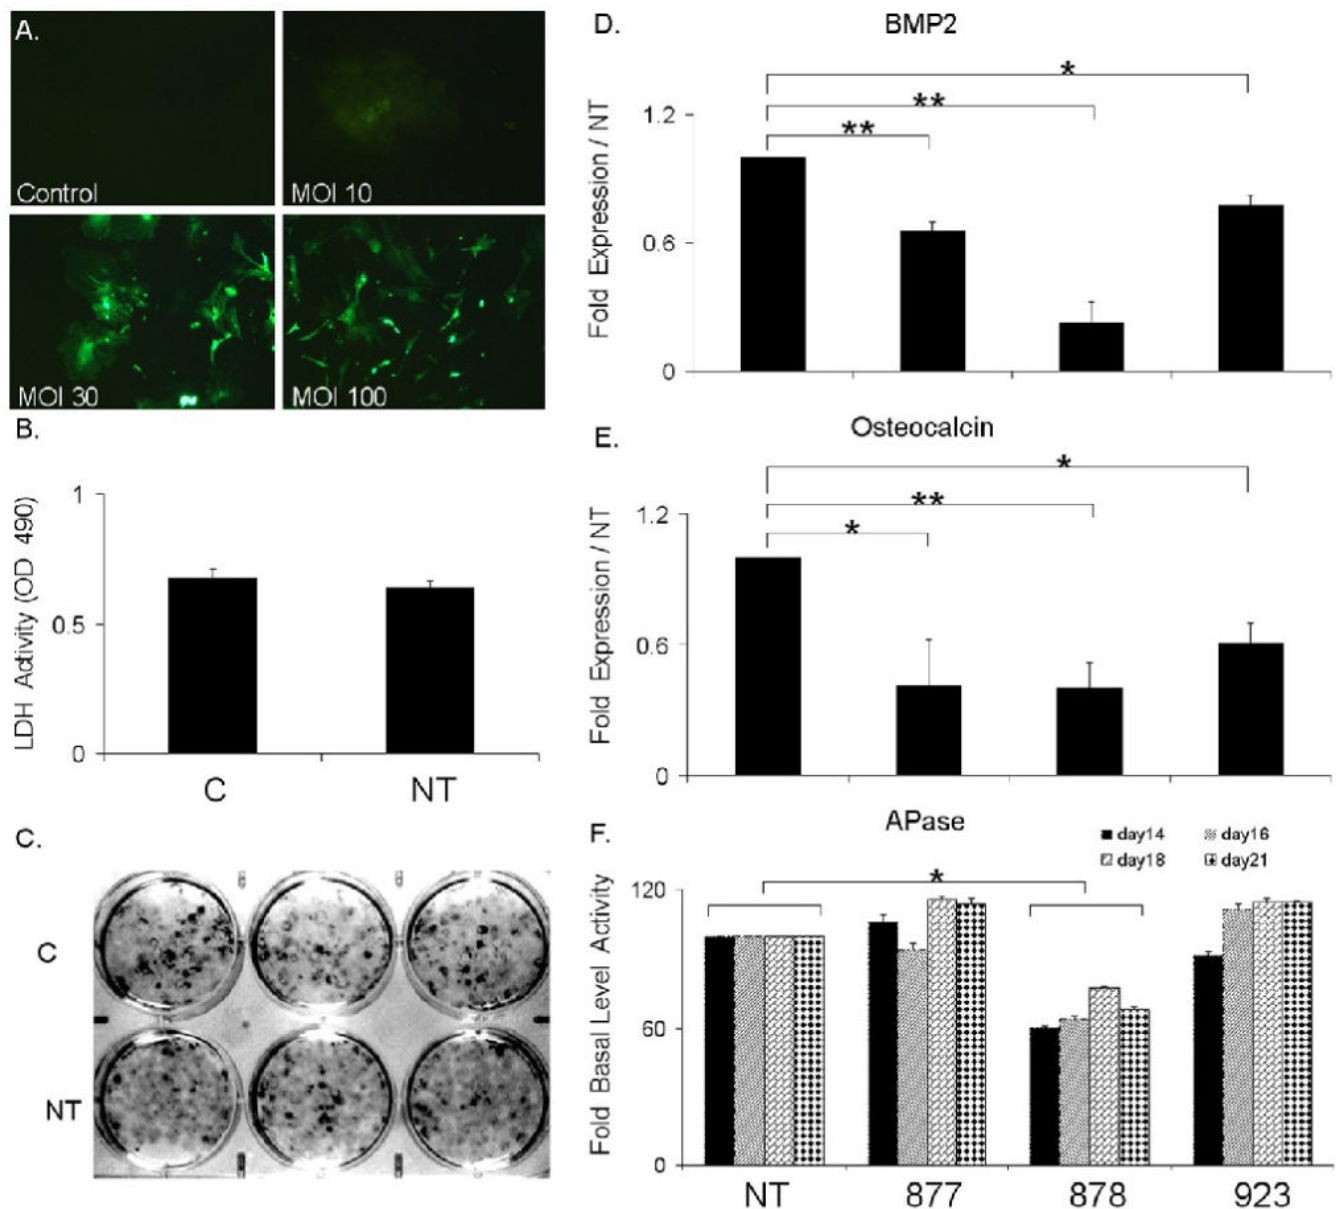 A.
Control
MOI 10
MOI 30
MOI 100
B.
LDH Activity (OD 490)
1
0.5
0
C
NT
C.
C
NT
D.
BMP2
Fold Expression / NT
1.2
0.6
0
*
**
**
E.
Osteocalcin
Fold Expression / NT
1.2
0.6
0
*
**
*
F.
APase
day14
day16
day18
day21
Fold Basal Level Activity
120
60
0
*
NT
877
878
923